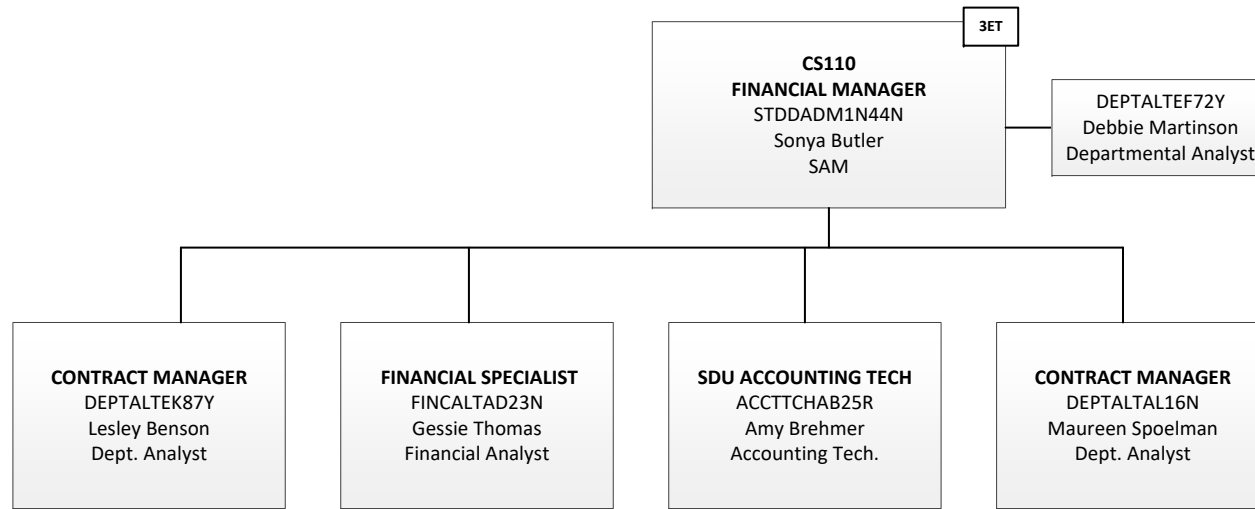 3ET
CS110
FINANCIAL MANAGER
STDDADM1N44N
Sonya Butler
SAM
DEPTALTEF72Y
Debbie Martinson
Departmental Analyst
CONTRACT MANAGER
DEPTALTEK87Y
Lesley Benson
Dept. Analyst
FINANCIAL SPECIALIST
FINCALTAD23N
Gessie Thomas
Financial Analyst
SDU ACCOUNTING TECH
ACCTTCHAB25R
Amy Brehmer
Accounting Tech.
CONTRACT MANAGER
DEPTALTAL16N
Maureen Spoelman
Dept. Analyst